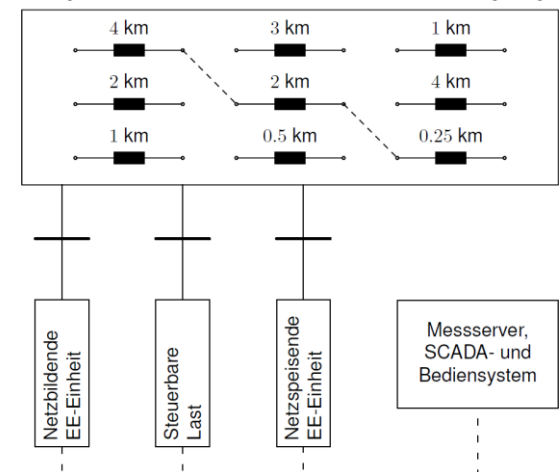 4 km 3 km 1 km
2 km 2 km 4 km
1 km 0.5 km 0.25 km
Netzbildende
EE-Einheit
Steuerbare
Last
Netzspeisende
EE-Einheit
Messserver,
SCADA- und
Bediensystem